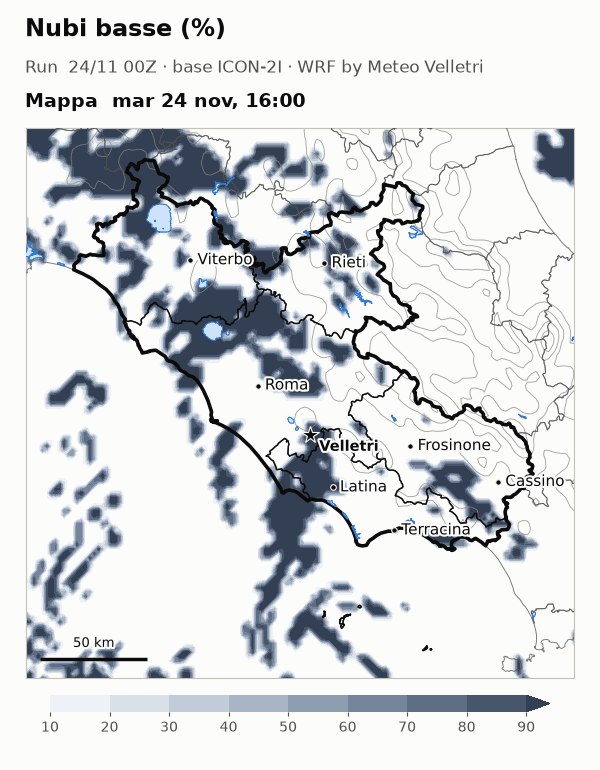 Nubi basse (%)
Run  24/11 00Z · base ICON-2I · WRF by Meteo Velletri
Mappa  mar 24 nov, 16:00
Viterbo
Rieti
Roma
Velletri
Frosinone
Cassino
Latina
Terracina
50 km
10 20 30 40 50 60 70 80 90